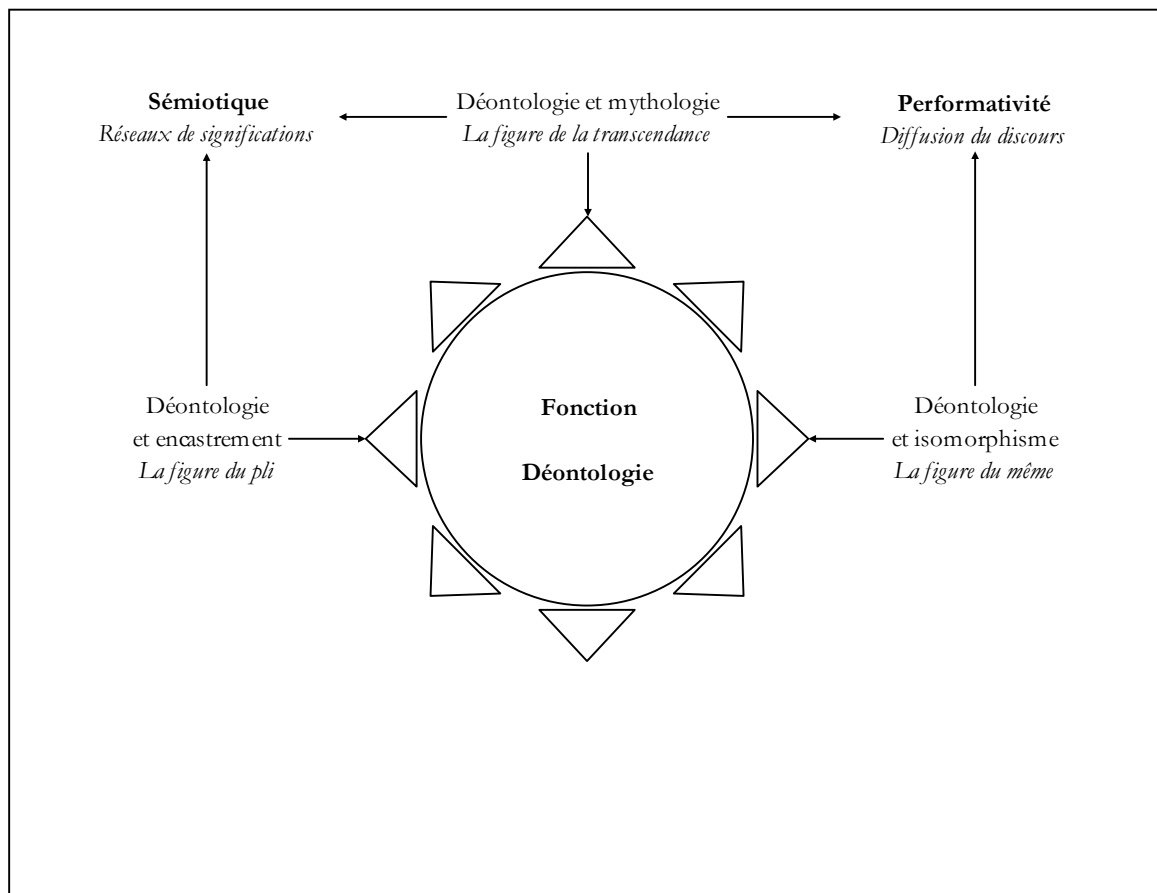 Sémiotique
Réseaux de significations
Déontologie et mythologie
La figure de la transcendance
Performativité
Diffusion du discours
Déontologie
et encastrement
La figure du pli
Fonction
Déontologie
Déontologie
et isomorphisme
La figure du même